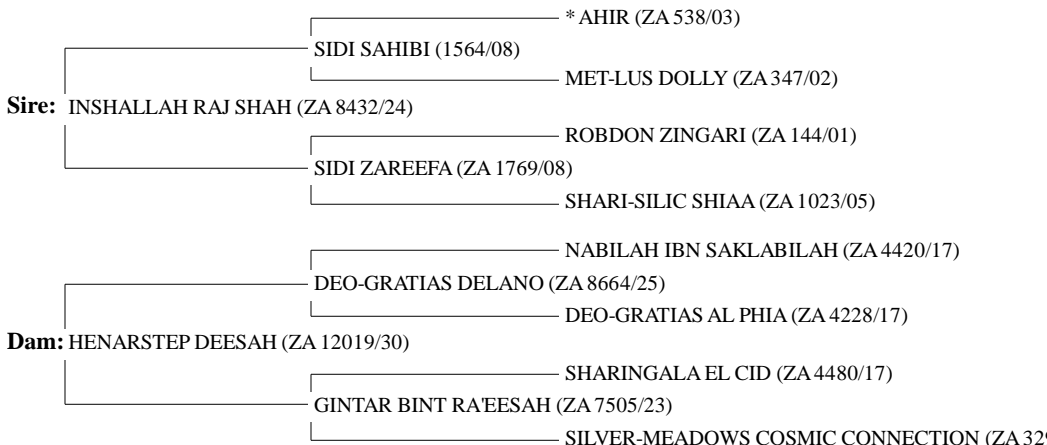 * AHIR (ZA 538/03)
SIDI SAHIBI (1564/08)
MET-LUS DOLLY (ZA 347/02)
Sire: INSHALLAH RAJ SHAH (ZA 8432/24)
ROBDON ZINGARI (ZA 144/01)
SIDI ZAREEFA (ZA 1769/08)
SHARI-SILIC SHIAA (ZA 1023/05)
NABILAH IBN SAKLABILAH (ZA 4420/17)
DEO-GRATIAS DELANO (ZA 8664/25)
DEO-GRATIAS AL PHIA (ZA 4228/17)
Dam: HENARSTEP DEESAH (ZA 12019/30)
SHARINGALA EL CID (ZA 4480/17)
GINTAR BINT RA'EESAH (ZA 7505/23)
SILVER-MEADOWS COSMIC CONNECTION (ZA